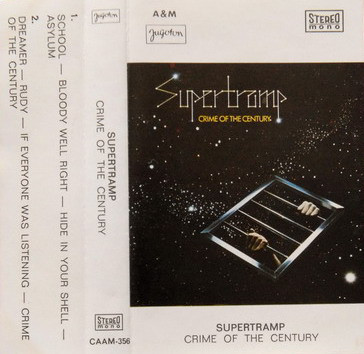 1.
SCHOOL — BLOODY WELL RIGHT — HIDE IN YOUR SHELL —
ASYLUM
2.
DREAMER — RUDY — IF EVERYONE WAS LISTENING — CRIME
OF THE CENTURY
Jugoton
SUPERTRAMP
CRIME OF THE CENTURY
STEREO
mono
CAAM-356
A&M
Jugoton
STEREO
mono
Supertramp
CRIME OF THE CENTURY
SUPERTRAMP
CRIME OF THE CENTURY